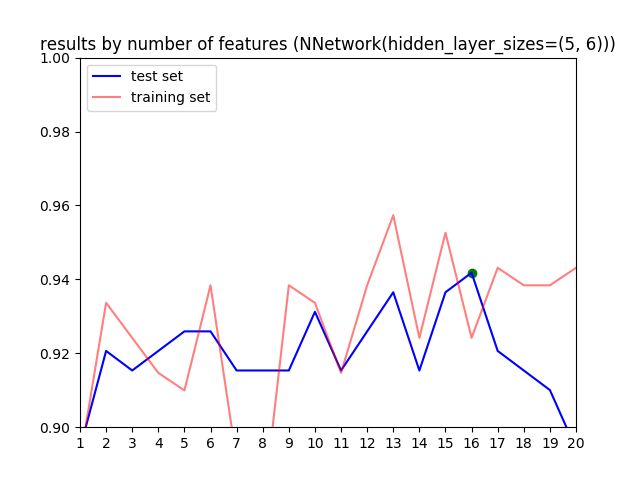 results by number of features (NNetwork(hidden_layer_sizes=(5, 6)))
1.00
0.98
0.96
0.94
0.92
0.90
test set
training set
1 2 3 4 5 6 7 8 9 10 11 12 13 14 15 16 17 18 19 20